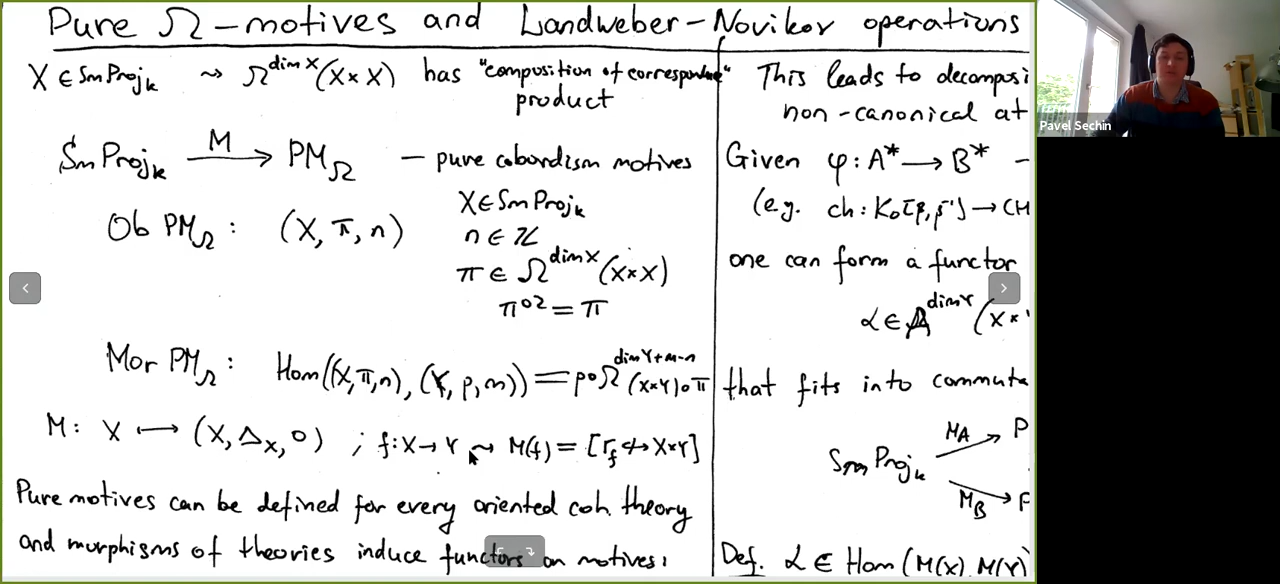 Pure Ω-motives and Landweber-Novikov operations
X ∈ SmProj_k ⇝ Ω^{dim X}(X×X) has "composition of corresponde"
product
SmProj_k —M→ PM_Ω — pure cobordism motives
Ob PM_Ω : (X, π, n)
X ∈ SmProj_k
n ∈ ℤ
π ∈ Ω^{dim X}(X×X)
π^{∘2} = π
Mor PM_Ω : Hom((X,π,n), (Y,ρ,m)) = ρ∘Ω^{dim Y+m-n}(X×Y)∘π
M : X ⟼ (X, Δ_X, 0) ; f: X→Y ⇝ M(f) = [Γ_f ↪ X×Y]
Pure motives can be defined for every oriented coh. theory
and morphisms of theories induce functors on motives:
This leads to decomposi
non-canonical at
Given φ: A* → B* -
(e.g. ch: K_0[β,β^{-1}] → CH
one can form a functor
α ∈ A^{dim Y}(X×
that fits into commuta
SmProj_k
M_A → P
M_B → P
Def. α ∈ Hom(M(X), M(Y)
Pavel Sechin